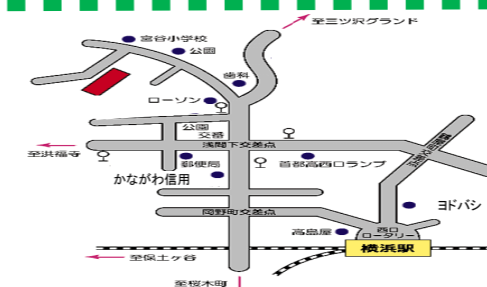 至三ツ沢グランド
宮谷小学校
公園
歯科
ローソン
公園
交番
浅間下交差点
至洪福寺
郵便局
首都高西口ランプ
かながわ信用
ヨドバシ
岡野町交差点
高島屋
西口
ロータリー
横浜駅
至保土ヶ谷
至桜木町